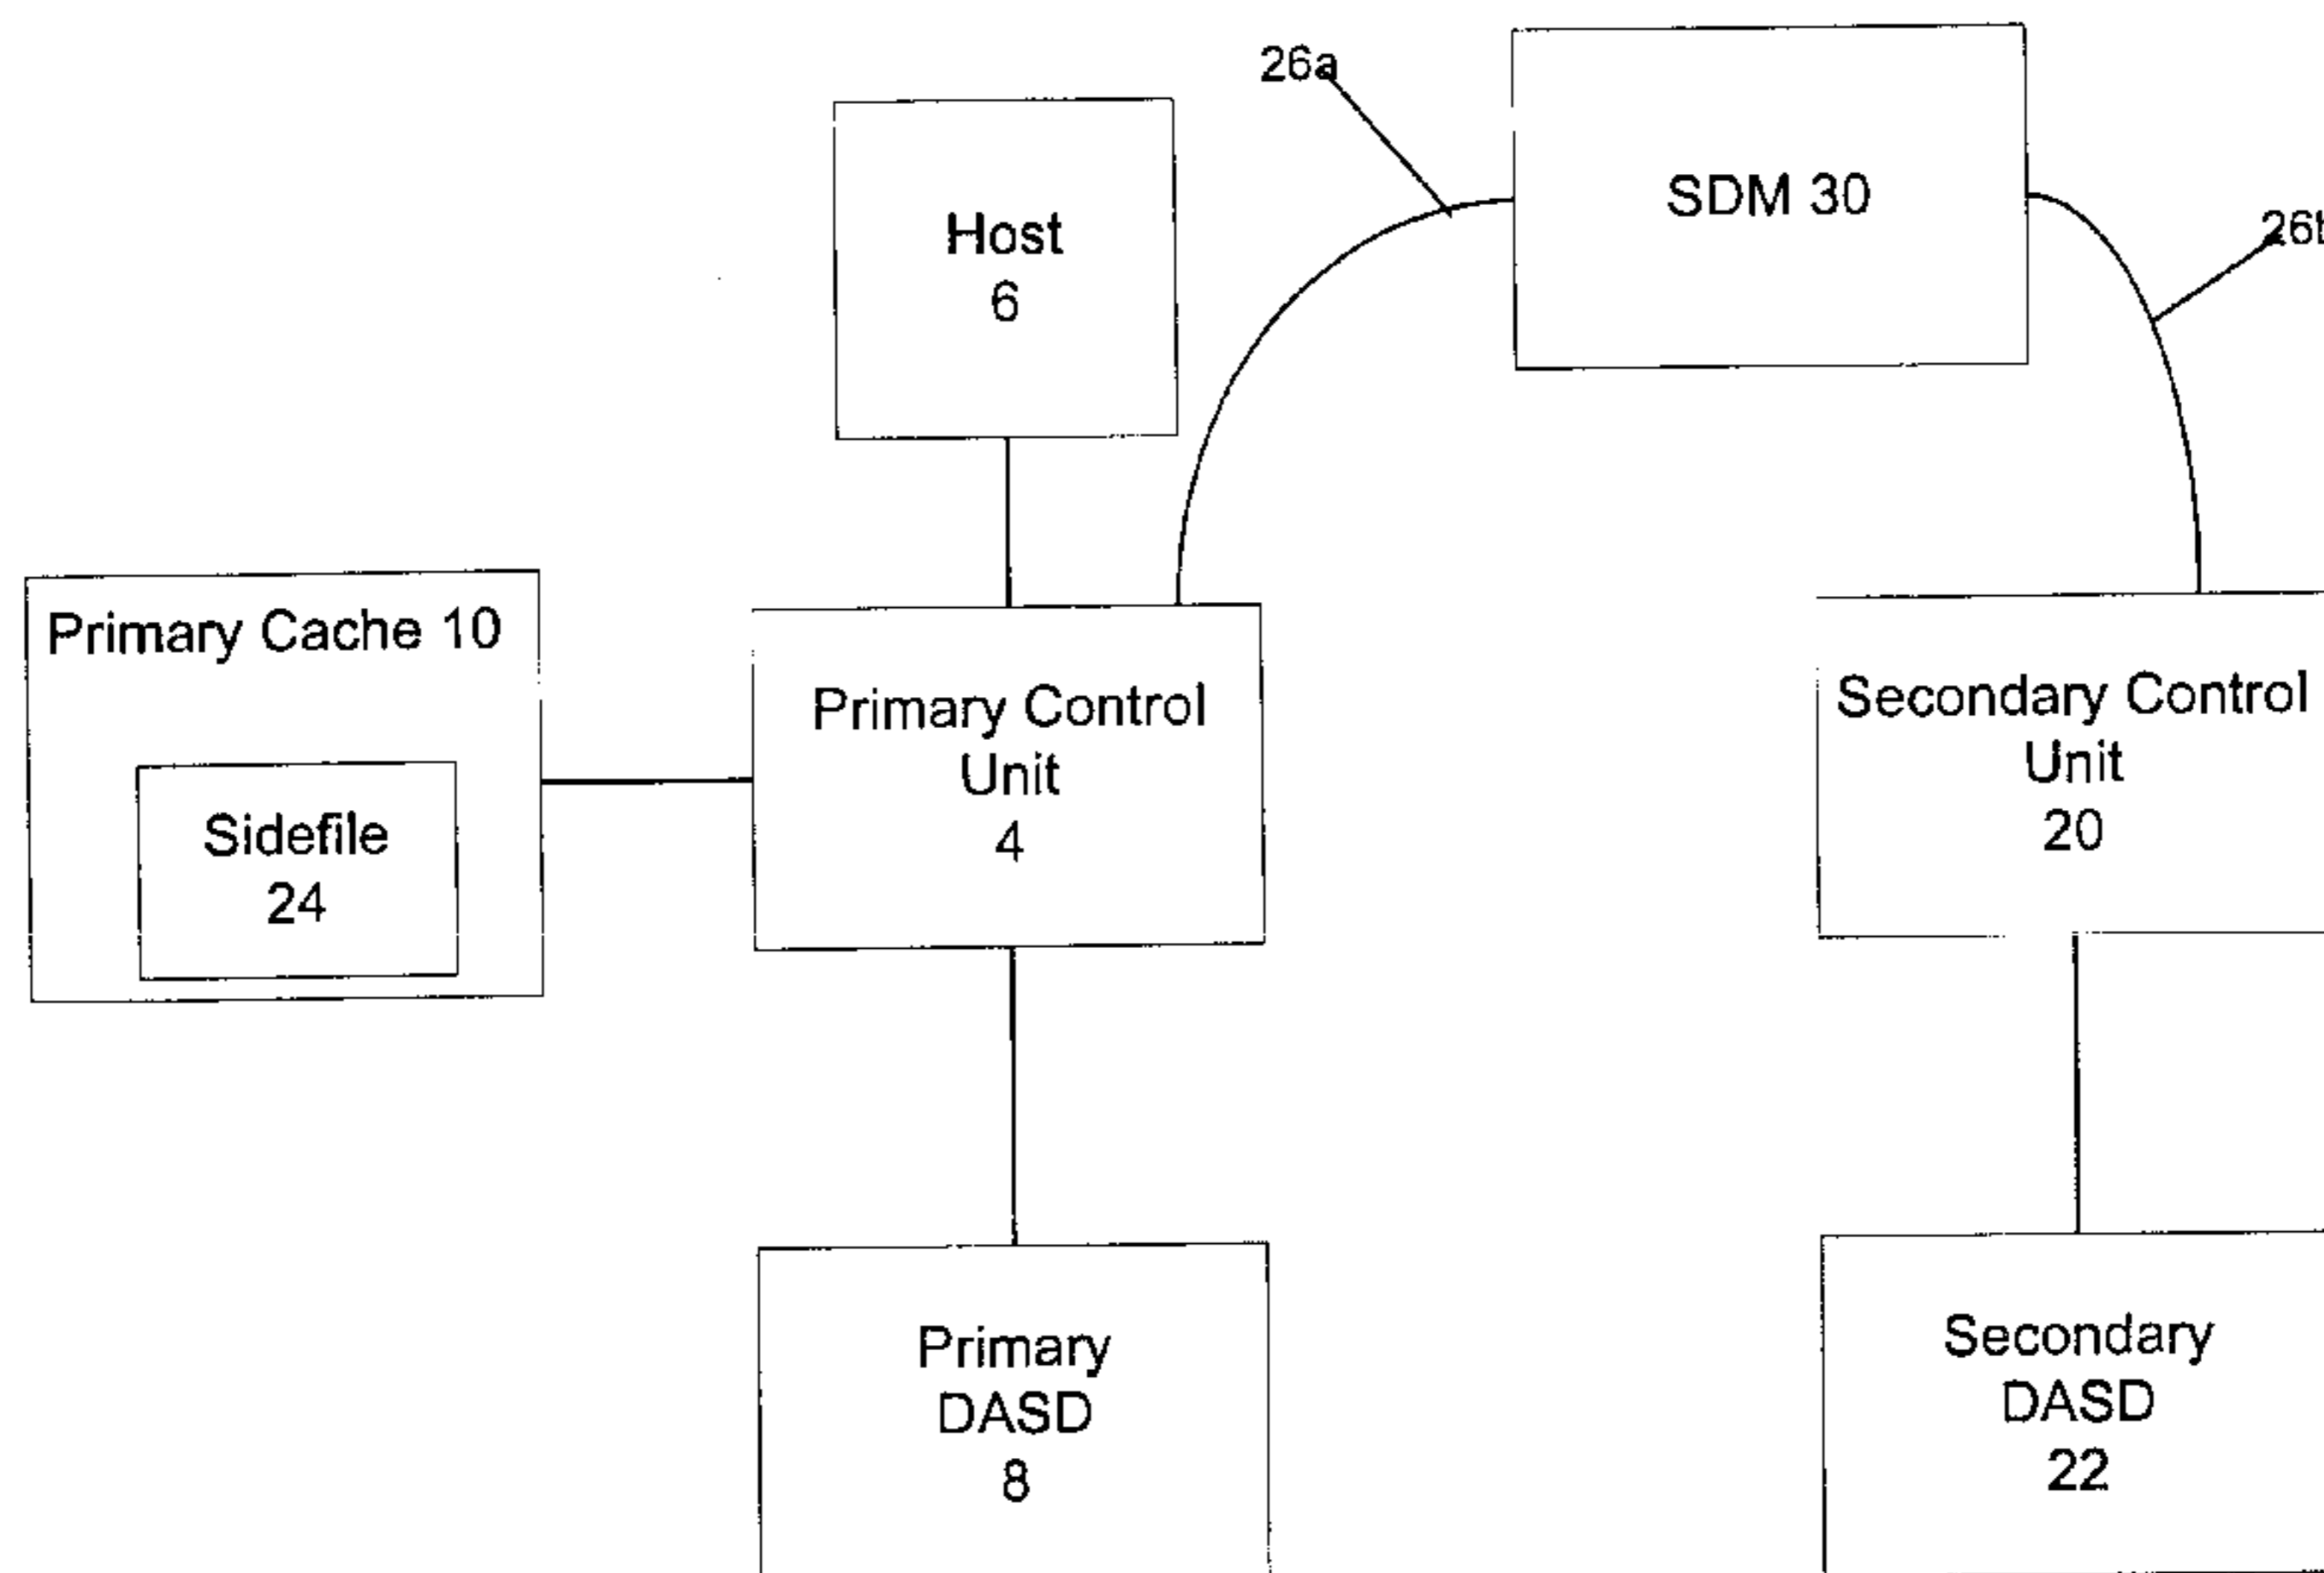 26a
SDM 30
Host
6
Primary Cache 10
Sidefile
24
Primary Control
Unit
4
Secondary Control
Unit
20
Primary
DASD
8
Secondary
DASD
22